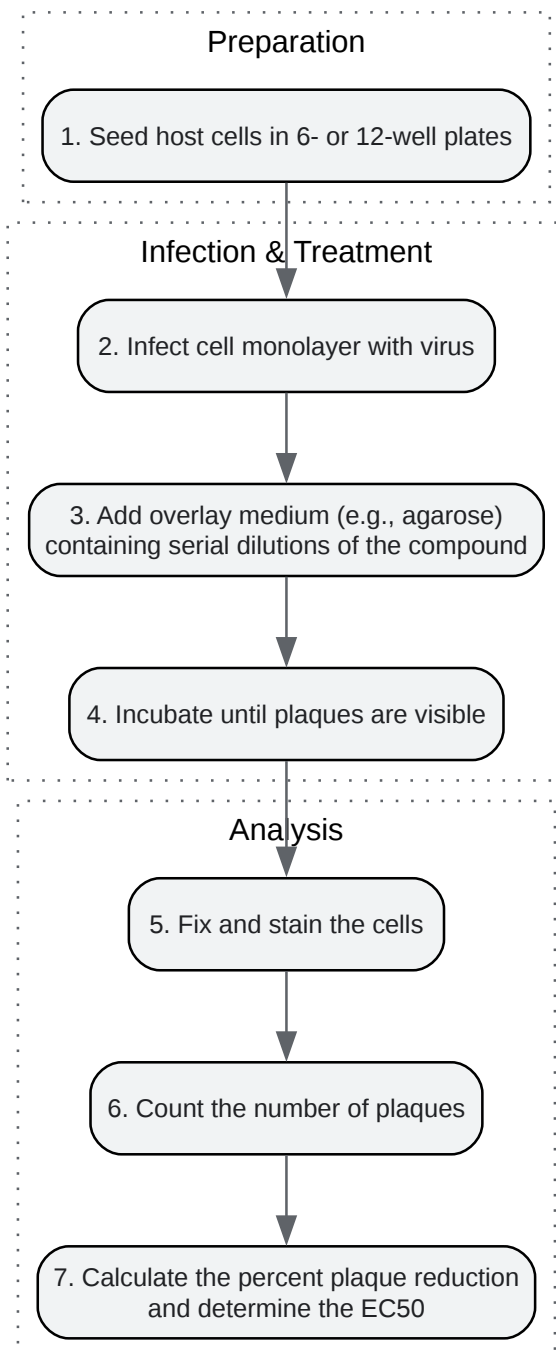 Preparation
1. Seed host cells in 6- or 12-well plates
Infection & Treatment
2. Infect cell monolayer with virus
3. Add overlay medium (e.g., agarose)
containing serial dilutions of the compound
4. Incubate until plaques are visible
Analysis
5. Fix and stain the cells
6. Count the number of plaques
7. Calculate the percent plaque reduction
and determine the EC50